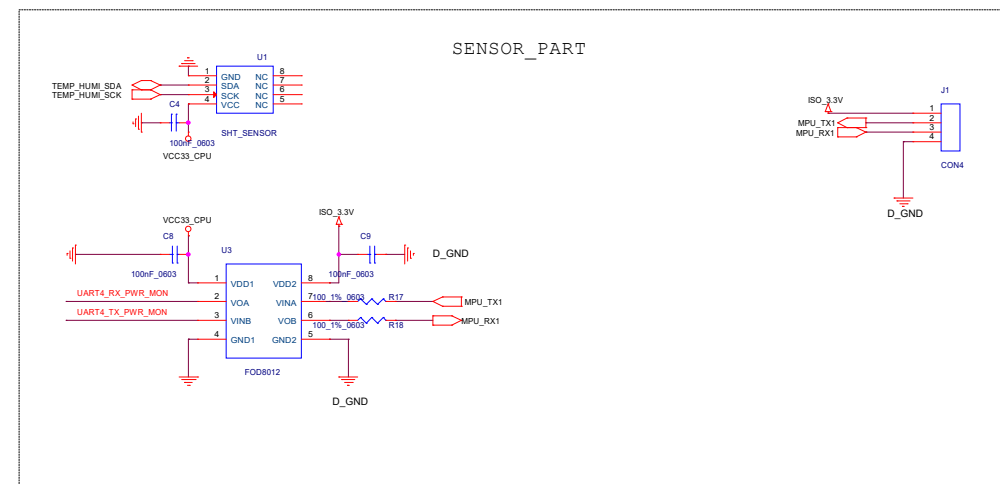 SENSOR_PART
U1
1 GND NC 8
TEMP_HUMI_SDA 2 SDA NC 7
TEMP_HUMI_SCK 3 SCK NC 6
4 VCC NC 5
C4
100nF_0603
SHT_SENSOR
VCC33_CPU
J1
ISO_3.3V 1
MPU_TX1 2
MPU_RX1 3
4
CON4
D_GND
VCC33_CPU
ISO_3.3V
C8
C9
U3
D_GND
100nF_0603
100nF_0603
1 VDD1 VDD2 8
UART4_RX_PWR_MON 2 VOA VINA 7 100_1%_0603 R17 MPU_TX1
UART4_TX_PWR_MON 3 VINB VOB 6 100_1%_0603 R18 MPU_RX1
4 GND1 GND2 5
FOD8012
D_GND